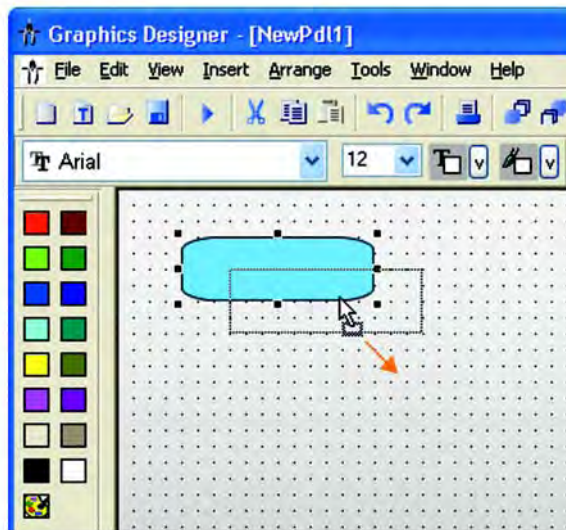 Graphics Designer - [NewPdl1]
File Edit View Insert Arrange Tools Window Help
Arial 12